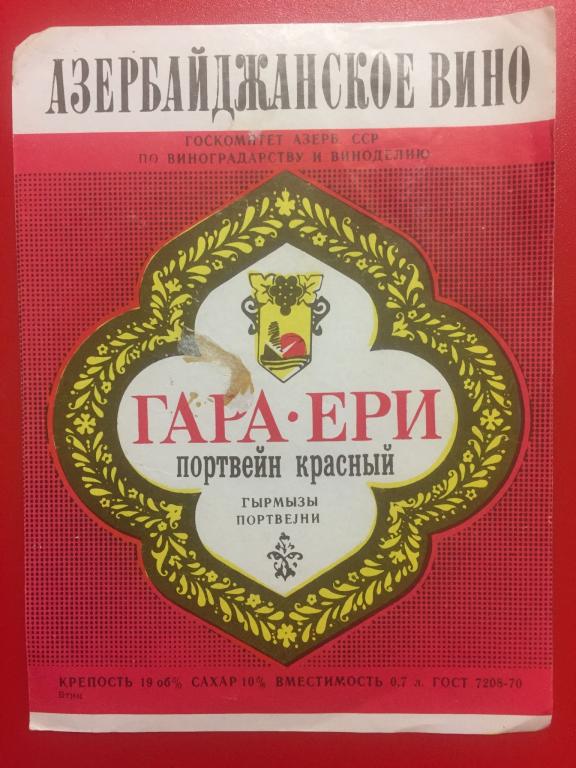 АЗЕРБАЙДЖАНСКОЕ ВИНО
ГОСКОМИТЕТ АЗЕРБ. ССР
ПО ВИНОГРАДАРСТВУ И ВИНОДЕЛИЮ
ГАРА·ЕРИ
портвейн красный
ГЫРМЫЗЫ
ПОРТВЕЈНИ
КРЕПОСТЬ 19 об% САХАР 10% ВМЕСТИМОСТЬ 0,7 л. ГОСТ 7208-70